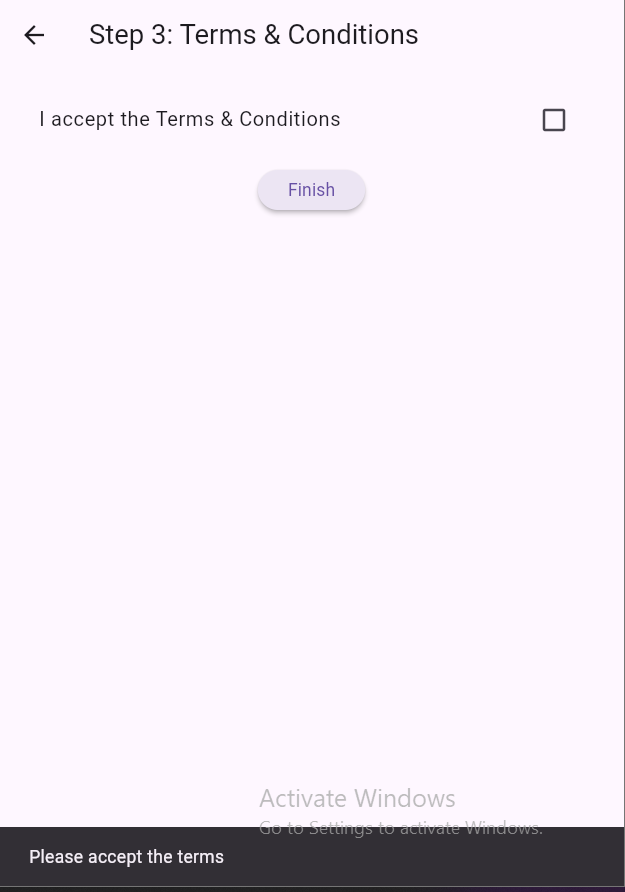 Step 3: Terms & Conditions
I accept the Terms & Conditions
Finish
Activate Windows
Go to Settings to activate Windows.
Please accept the terms